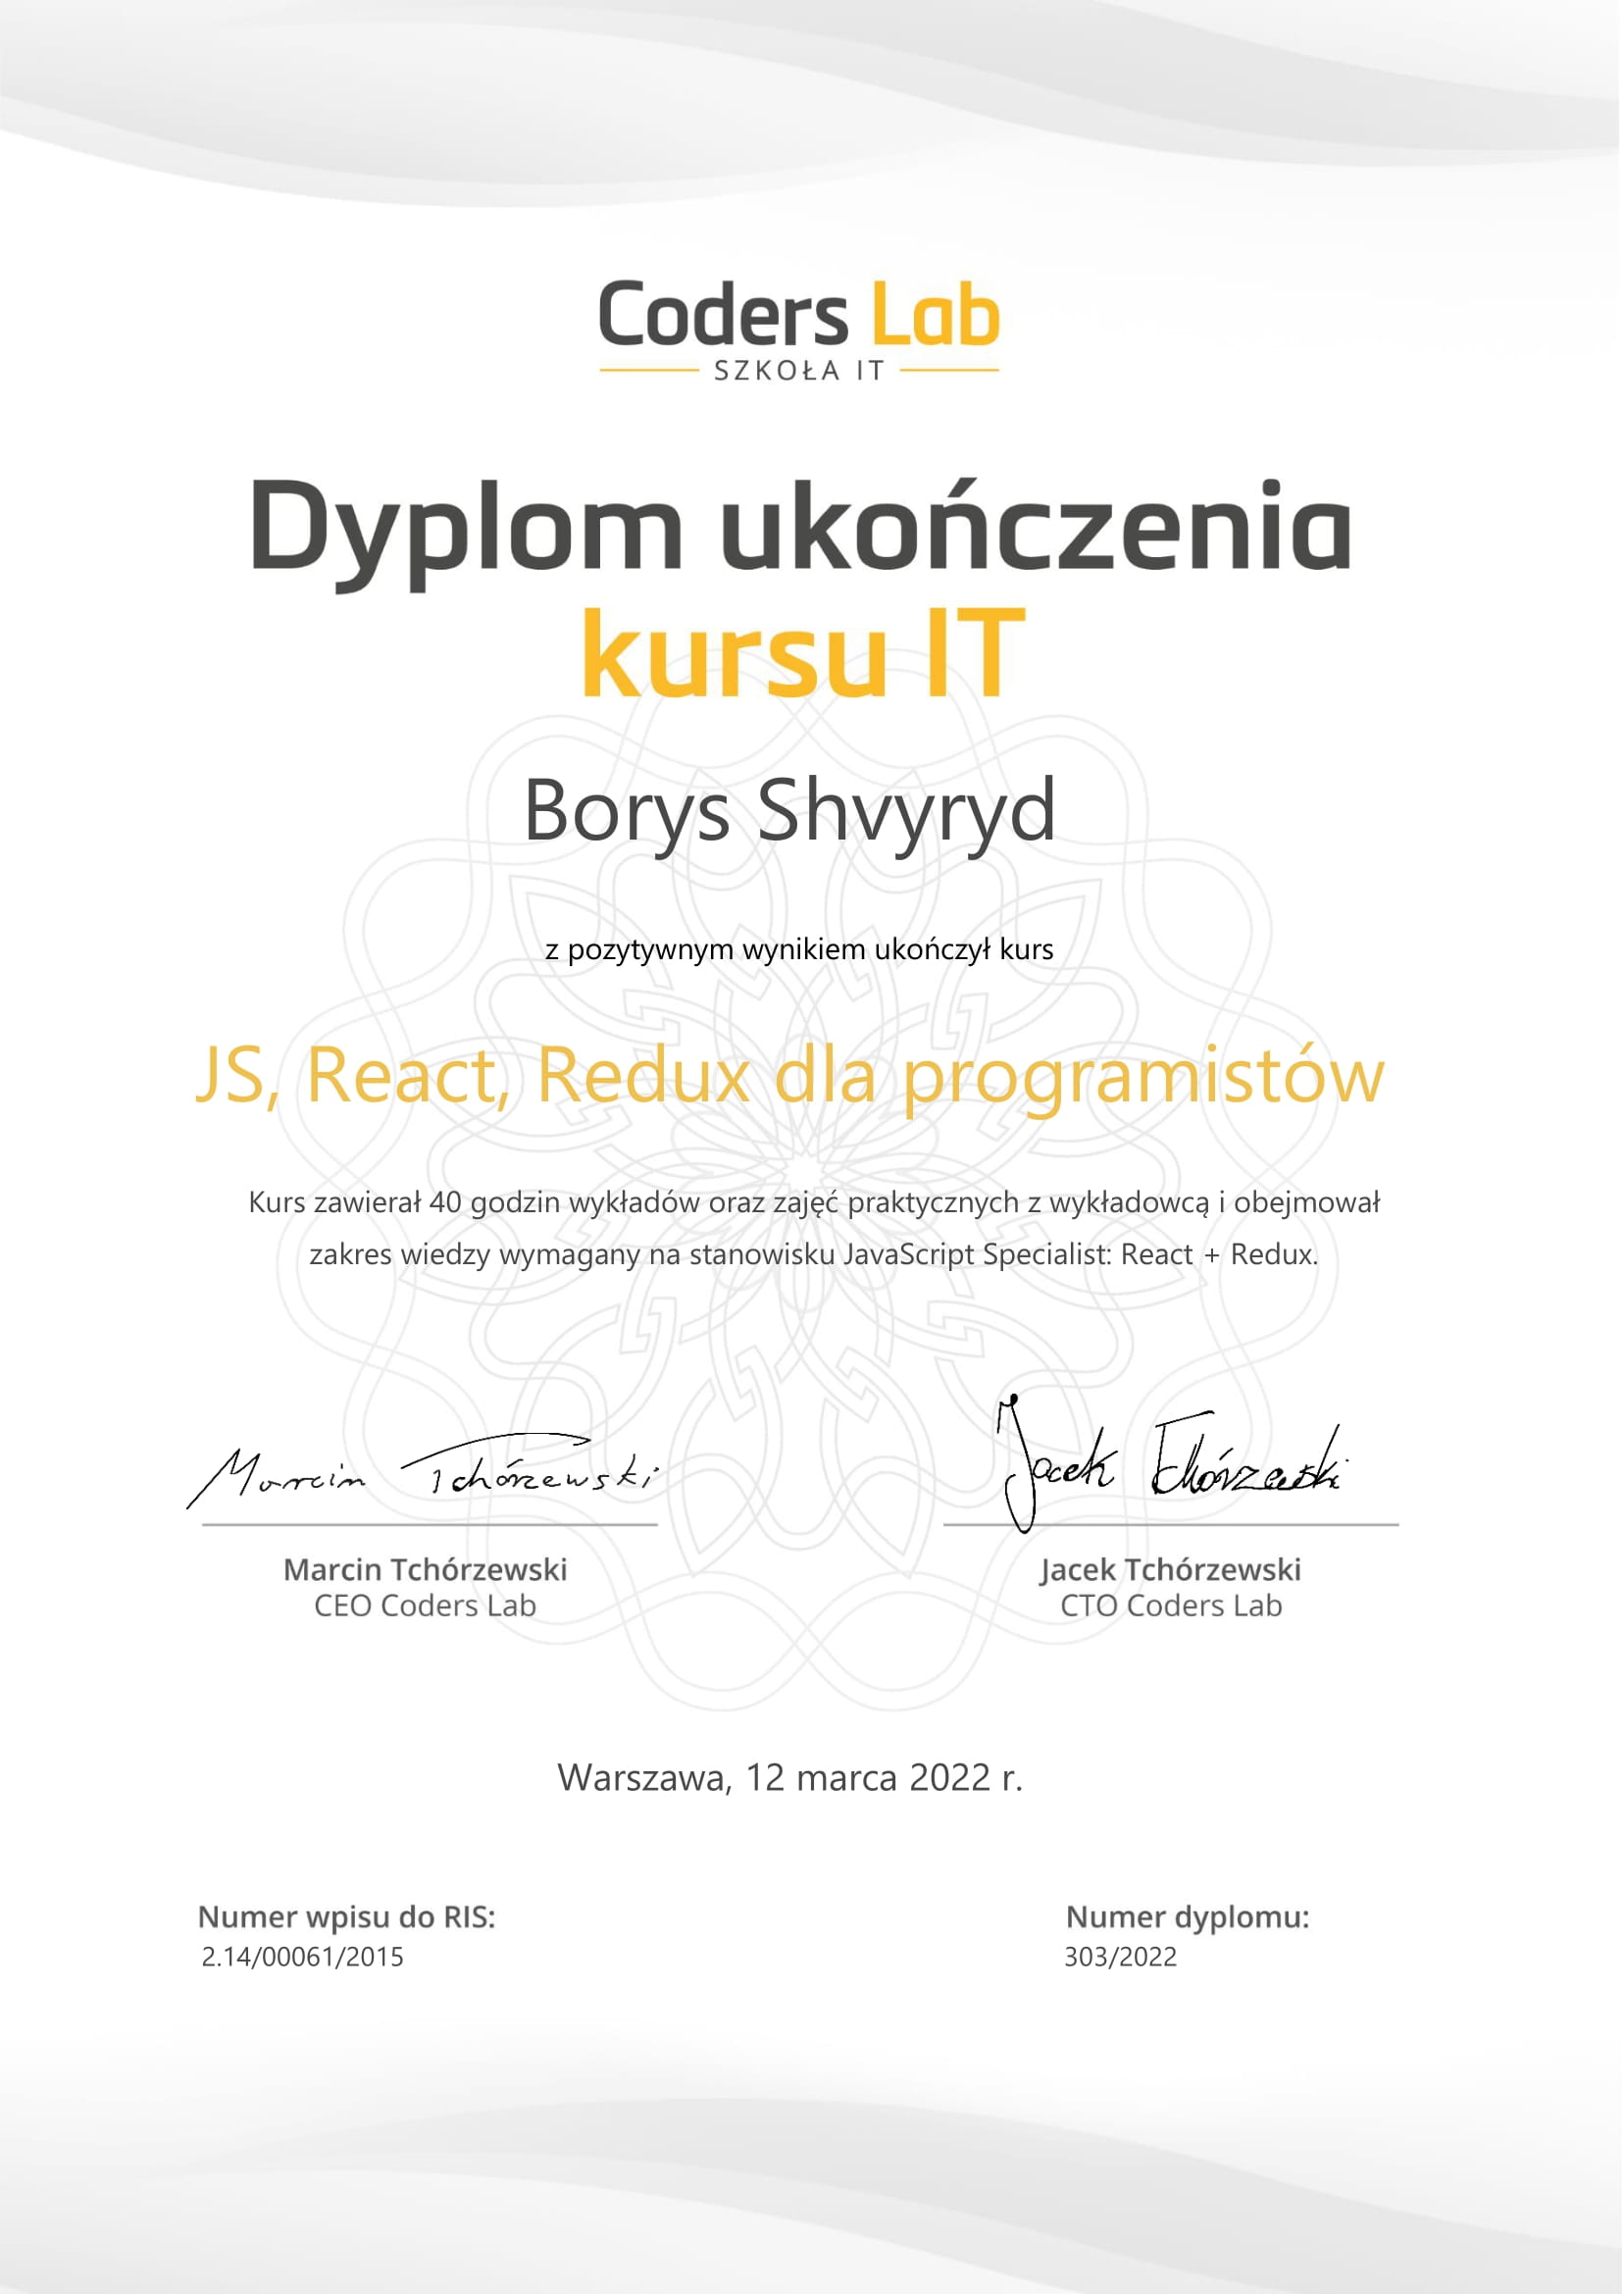 Coders Lab
SZKOŁA IT
Dyplom ukończenia
kursu IT
Borys Shvyryd
z pozytywnym wynikiem ukończył kurs
JS, React, Redux dla programistów
Kurs zawierał 40 godzin wykładów oraz zajęć praktycznych z wykładowcą i obejmował
zakres wiedzy wymagany na stanowisku JavaScript Specialist: React + Redux.
Marcin Tchórzewski
Jacek Tchórzewski
Marcin Tchórzewski
CEO Coders Lab
Jacek Tchórzewski
CTO Coders Lab
Warszawa, 12 marca 2022 r.
Numer wpisu do RIS:
2.14/00061/2015
Numer dyplomu:
303/2022